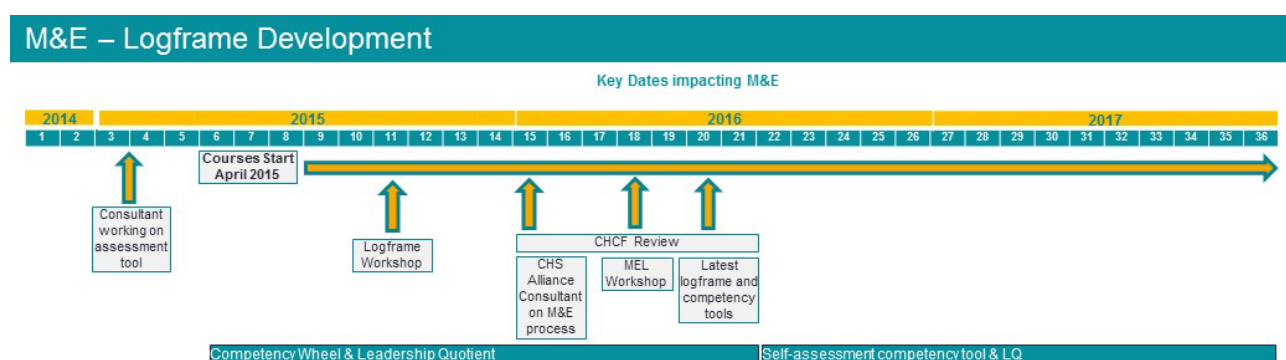 M&E – Logframe Development
Key Dates impacting M&E
2014 2015 2016 2017
1 2 3 4 5 6 7 8 9 10 11 12 13 14 15 16 17 18 19 20 21 22 23 24 25 26 27 28 29 30 31 32 33 34 35 36
Courses Start
April 2015
Consultant
working on
assessment
tool
Logframe
Workshop
CHCF Review
CHS
Alliance
Consultant
on M&E
process
MEL
Workshop
Latest
logframe and
competency
tools
Competency Wheel & Leadership Quotient
Self-assessment competency tool & LQ